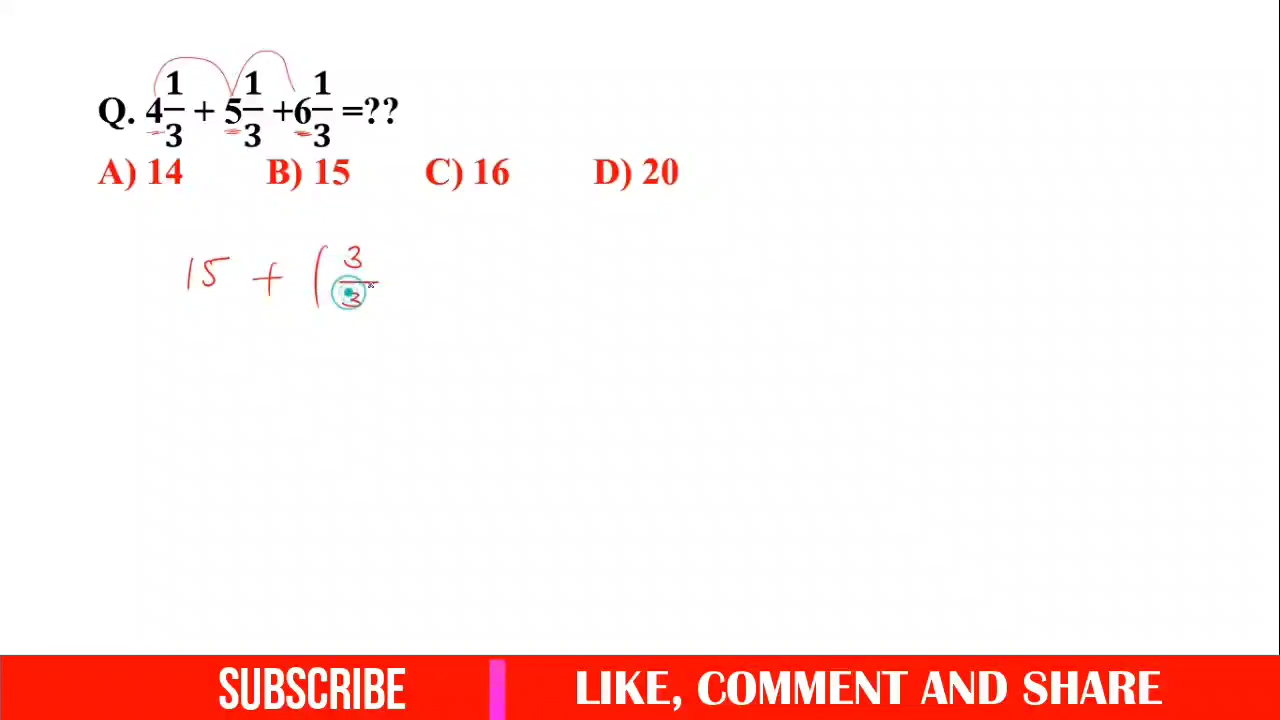 Q. 4 1/3 + 5 1/3 +6 1/3 =??
A) 14 B) 15 C) 16 D) 20
15 + ( 3/3
SUBSCRIBE LIKE, COMMENT AND SHARE